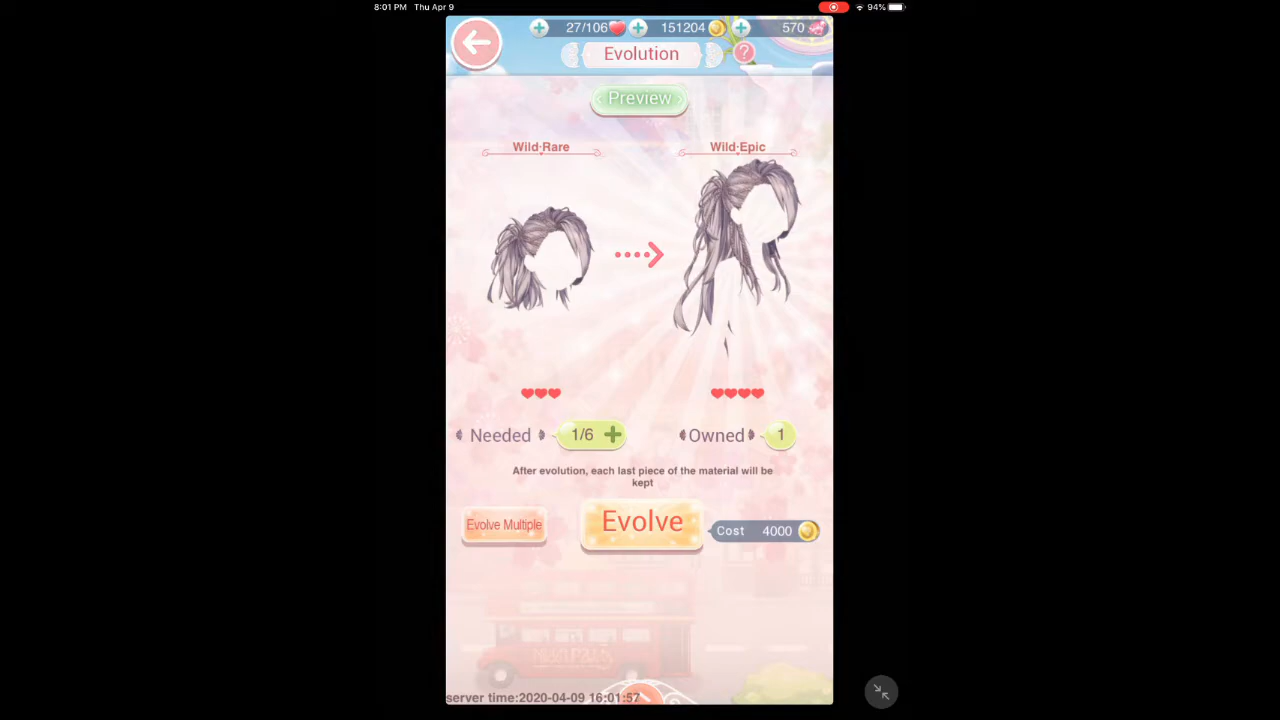 8:01 PM Thu Apr 9
94%
27/106
151204
570
Evolution
?
Preview
Wild·Rare
Wild·Epic
Needed
1/6
Owned
1
After evolution, each last piece of the material will be
kept
Evolve Multiple
Evolve
Cost 4000
server time:2020-04-09 16:01:57